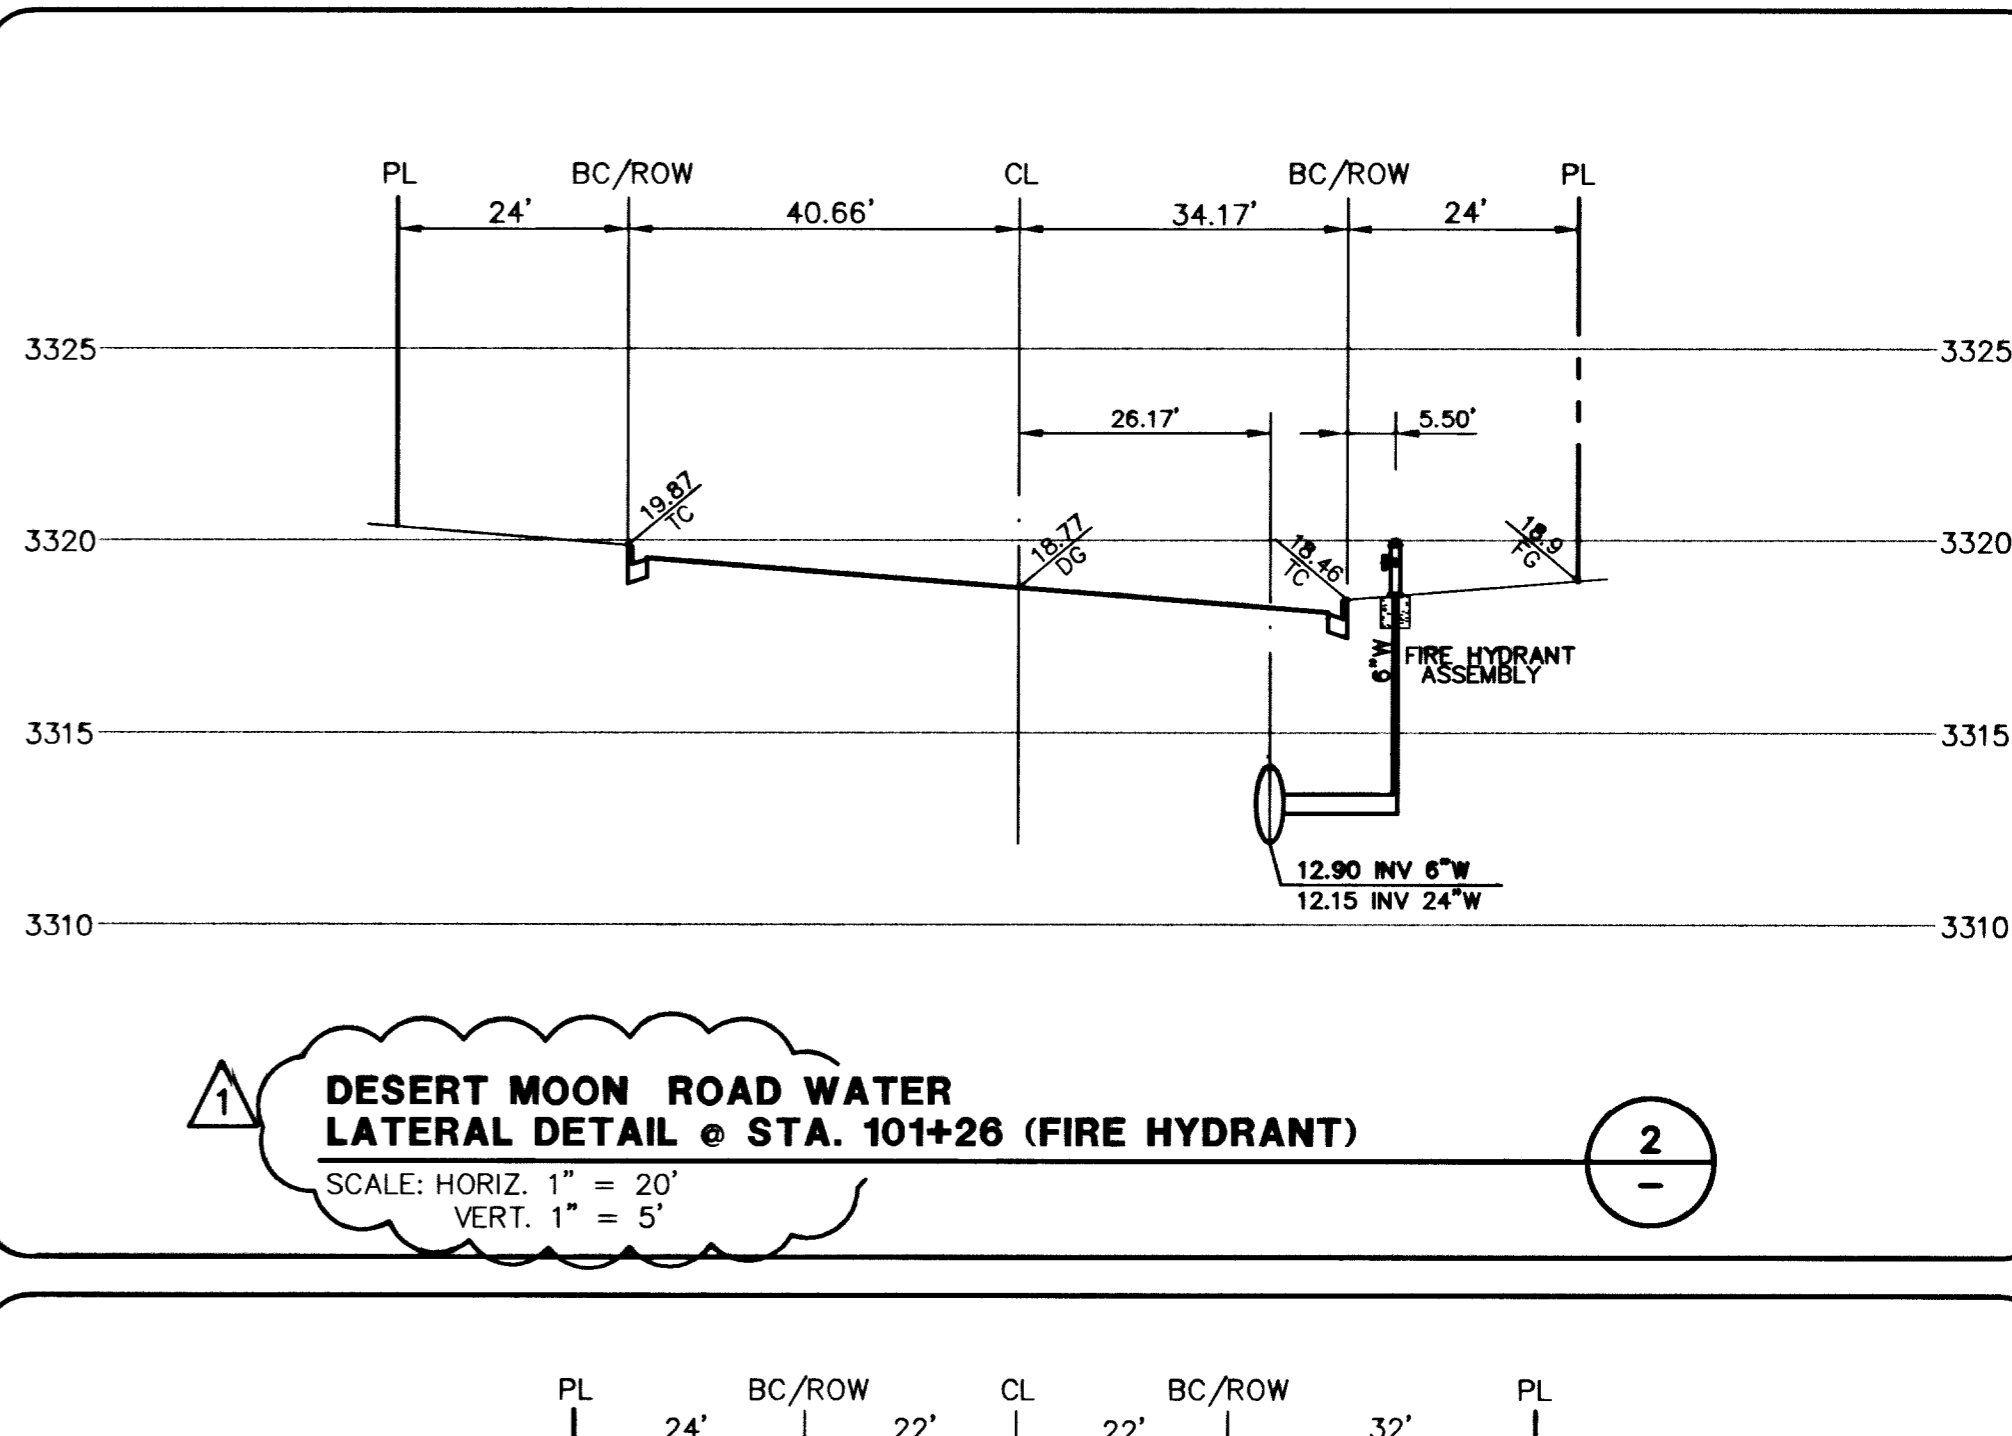 PL BC/ROW CL BC/ROW PL
24' 40.66' 34.17' 24'
3325 3325
26.17' 5.50'
19.87
TC
18.77
DG
18.46
TC
18.9
FG
3320 3320
6"W
FIRE HYDRANT
ASSEMBLY
3315 3315
12.90 INV 6"W
12.15 INV 24"W
3310 3310
1
DESERT MOON ROAD WATER
LATERAL DETAIL @ STA. 101+26 (FIRE HYDRANT)
2
–
SCALE: HORIZ. 1" = 20'
VERT. 1" = 5'
PL BC/ROW CL BC/ROW PL
24' 22' 22' 32'